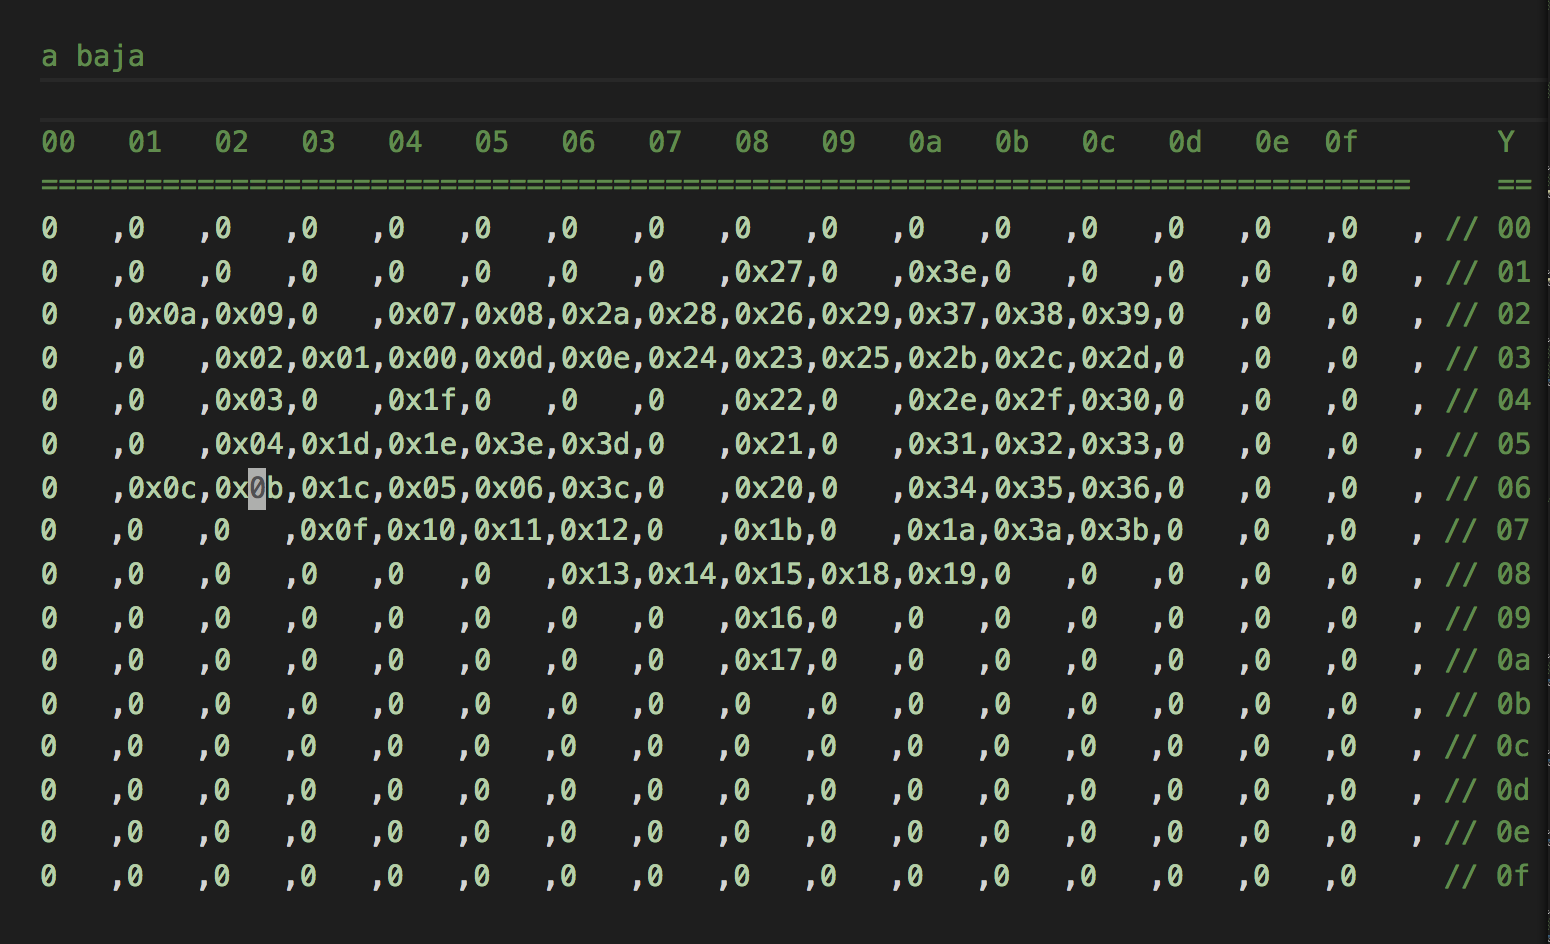 a baja
00   01   02   03   04   05   06   07   08   09   0a   0b   0c   0d   0e  0f        Y
===============================================================================     ==
0   ,0   ,0   ,0   ,0   ,0   ,0   ,0   ,0   ,0   ,0   ,0   ,0   ,0   ,0   ,0   , // 00
0   ,0   ,0   ,0   ,0   ,0   ,0   ,0   ,0x27,0   ,0x3e,0   ,0   ,0   ,0   ,0   , // 01
0   ,0x0a,0x09,0   ,0x07,0x08,0x2a,0x28,0x26,0x29,0x37,0x38,0x39,0   ,0   ,0   , // 02
0   ,0   ,0x02,0x01,0x00,0x0d,0x0e,0x24,0x23,0x25,0x2b,0x2c,0x2d,0   ,0   ,0   , // 03
0   ,0   ,0x03,0   ,0x1f,0   ,0   ,0   ,0x22,0   ,0x2e,0x2f,0x30,0   ,0   ,0   , // 04
0   ,0   ,0x04,0x1d,0x1e,0x3e,0x3d,0   ,0x21,0   ,0x31,0x32,0x33,0   ,0   ,0   , // 05
0   ,0x0c,0x0b,0x1c,0x05,0x06,0x3c,0   ,0x20,0   ,0x34,0x35,0x36,0   ,0   ,0   , // 06
0   ,0   ,0   ,0x0f,0x10,0x11,0x12,0   ,0x1b,0   ,0x1a,0x3a,0x3b,0   ,0   ,0   , // 07
0   ,0   ,0   ,0   ,0   ,0   ,0x13,0x14,0x15,0x18,0x19,0   ,0   ,0   ,0   ,0   , // 08
0   ,0   ,0   ,0   ,0   ,0   ,0   ,0   ,0x16,0   ,0   ,0   ,0   ,0   ,0   ,0   , // 09
0   ,0   ,0   ,0   ,0   ,0   ,0   ,0   ,0x17,0   ,0   ,0   ,0   ,0   ,0   ,0   , // 0a
0   ,0   ,0   ,0   ,0   ,0   ,0   ,0   ,0   ,0   ,0   ,0   ,0   ,0   ,0   ,0   , // 0b
0   ,0   ,0   ,0   ,0   ,0   ,0   ,0   ,0   ,0   ,0   ,0   ,0   ,0   ,0   ,0   , // 0c
0   ,0   ,0   ,0   ,0   ,0   ,0   ,0   ,0   ,0   ,0   ,0   ,0   ,0   ,0   ,0   , // 0d
0   ,0   ,0   ,0   ,0   ,0   ,0   ,0   ,0   ,0   ,0   ,0   ,0   ,0   ,0   ,0   , // 0e
0   ,0   ,0   ,0   ,0   ,0   ,0   ,0   ,0   ,0   ,0   ,0   ,0   ,0   ,0   ,0     // 0f